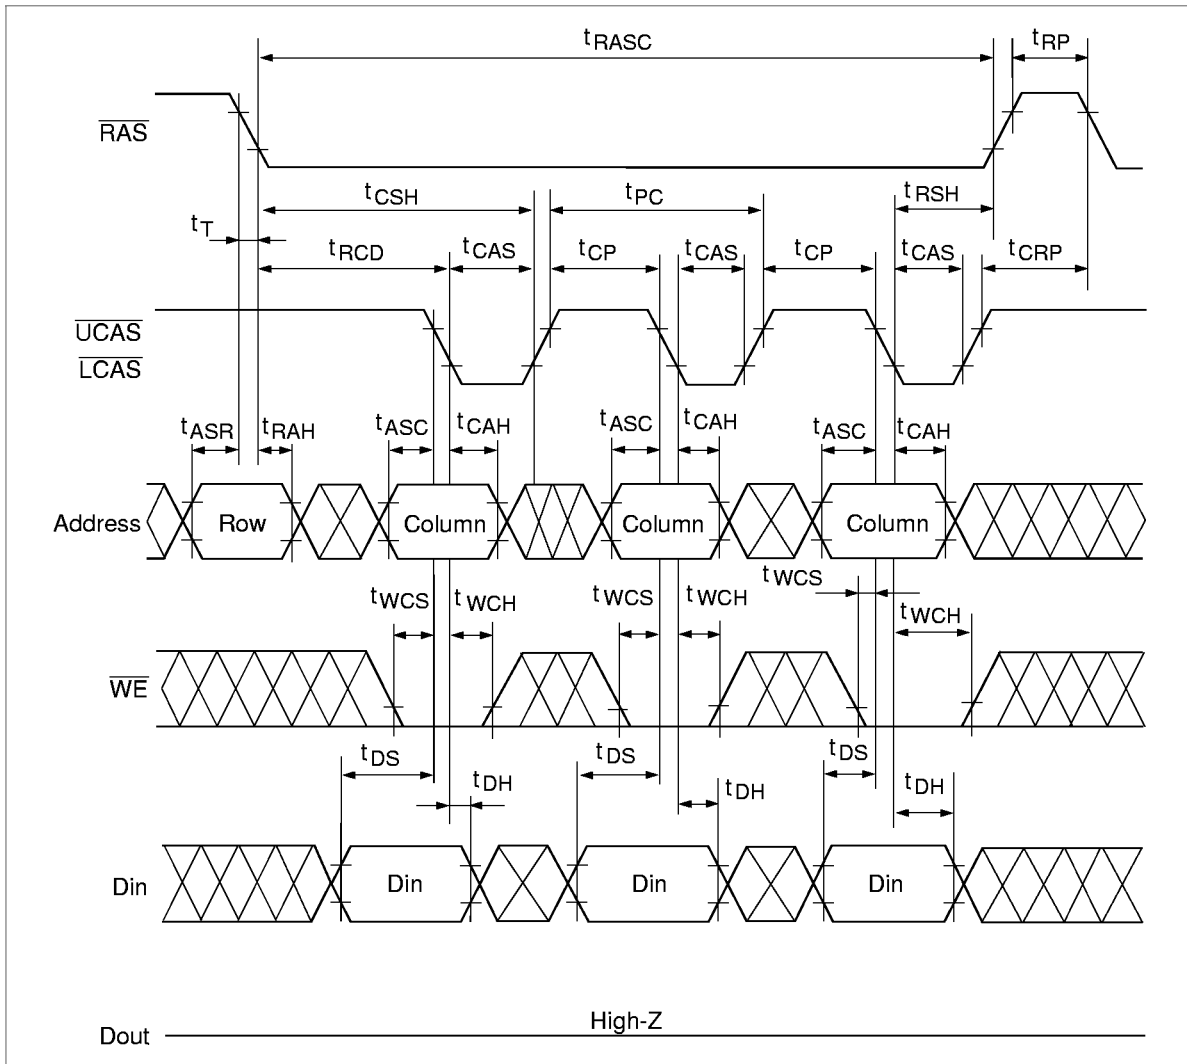 tRASC
tRP
RAS
tCSH
tPC
tRSH
tT
tRCD
tCAS
tCP
tCAS
tCP
tCAS
tCRP
UCAS
LCAS
tASR
tRAH
tASC
tCAH
tASC
tCAH
tASC
tCAH
Address
Row
Column
Column
Column
tWCS
tWCH
tWCS
tWCH
tWCS
tWCH
WE
tDS
tDH
tDS
tDH
tDS
tDH
Din
Din
Din
Din
High-Z
Dout